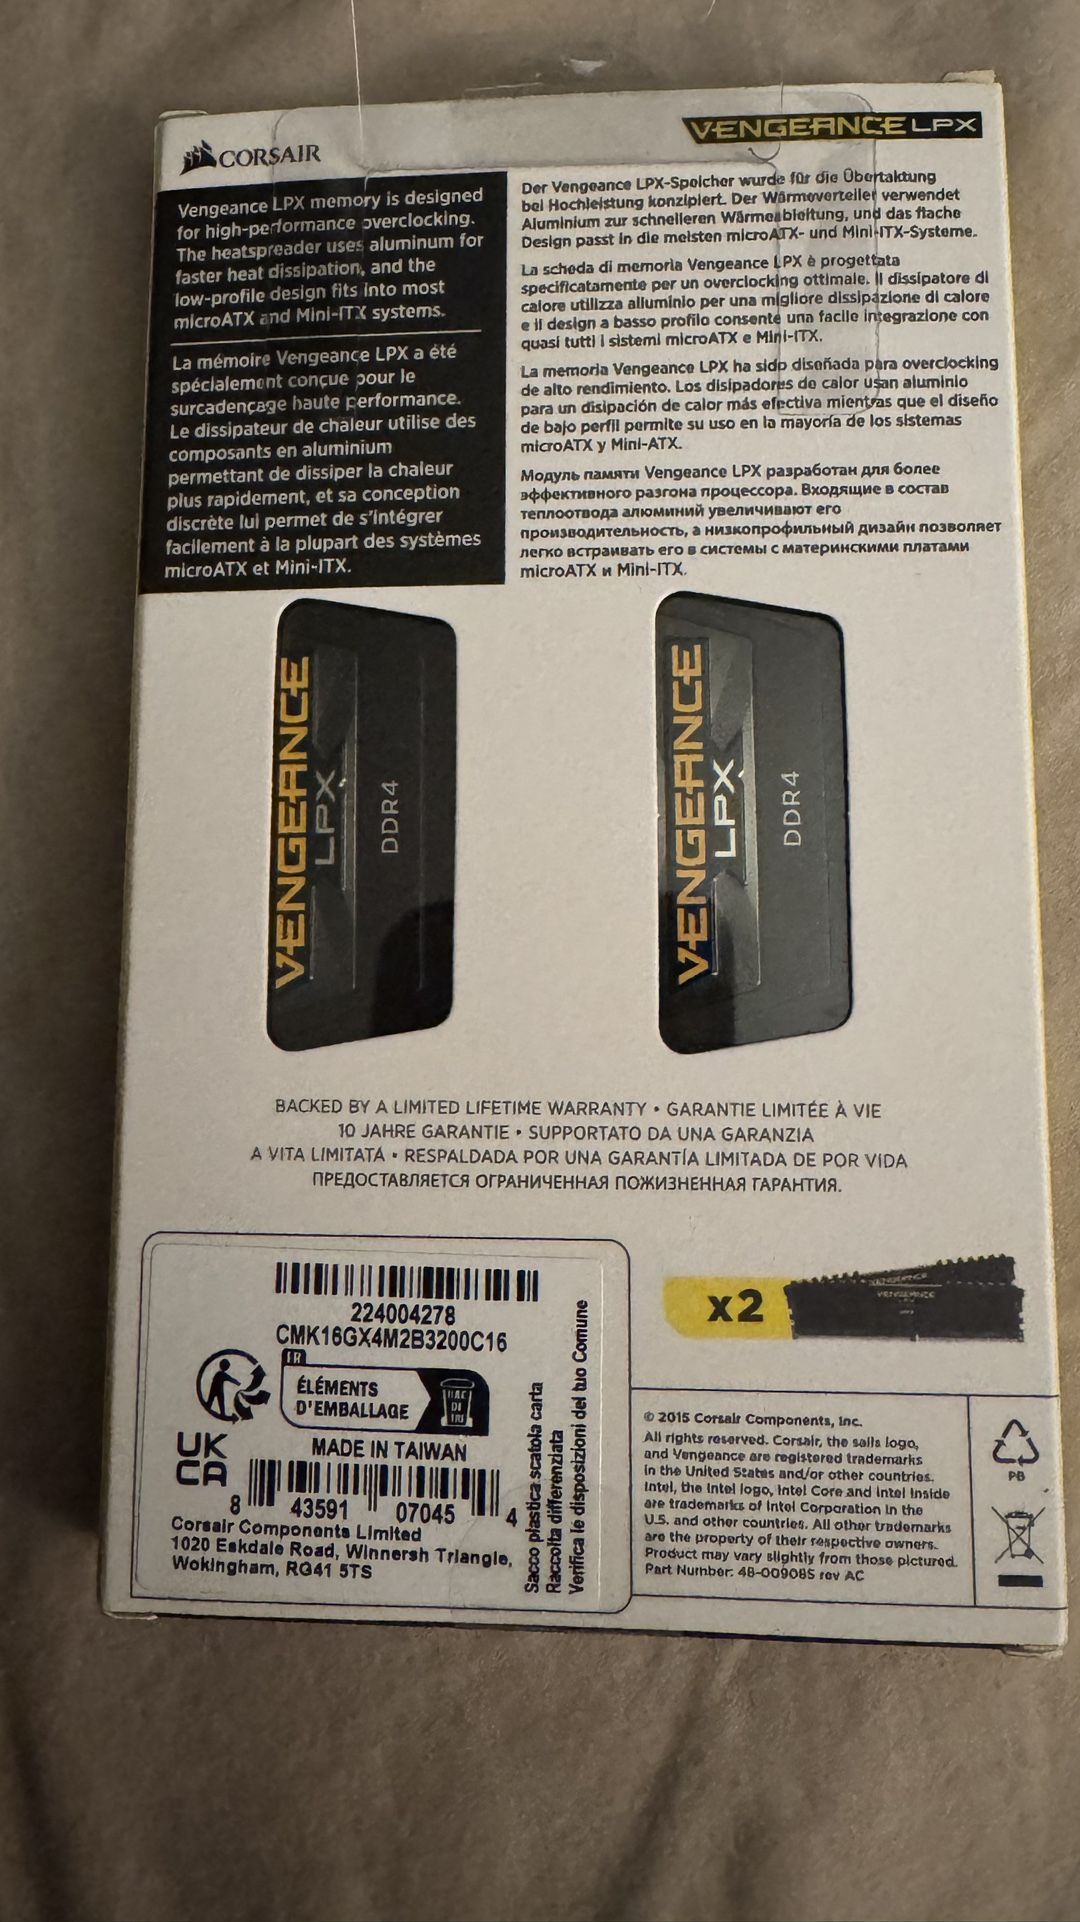 CORSAIR
VENGEANCE LPX
Vengeance LPX memory is designed
for high-performance overclocking.
The heatspreader uses aluminum for
faster heat dissipation, and the
low-profile design fits into most
microATX and Mini-ITX systems.
La mémoire Vengeance LPX a été
spécialement conçue pour le
surcadençage haute performance.
Le dissipateur de chaleur utilise des
composants en aluminium
permettant de dissiper la chaleur
plus rapidement, et sa conception
discrète lui permet de s'intégrer
facilement à la plupart des systèmes
microATX et Mini-ITX.
Der Vengeance LPX-Speicher wurde für die Übertaktung
bei Hochleistung konzipiert. Der Wärmeverteiler verwendet
Aluminium zur schnelleren Wärmeableitung, und das flache
Design passt in die meisten microATX- und Mini-ITX-Systeme.
La scheda di memoria Vengeance LPX è progettata
specificatamente per un overclocking ottimale. Il dissipatore di
calore utilizza alluminio per una migliore dissipazione di calore
e il design a basso profilo consente una facile integrazione con
quasi tutti i sistemi microATX e Mini-ITX.
La memoria Vengeance LPX ha sido diseñada para overclocking
de alto rendimiento. Los disipadores de calor usan aluminio
para un disipación de calor más efectiva mientras que el diseño
de bajo perfil permite su uso en la mayoría de los sistemas
microATX y Mini-ATX.
Модуль памяти Vengeance LPX разработан для более
эффективного разгона процессора. Входящие в состав
теплоотвода алюминий увеличивают его
производительность, а низкопрофильный дизайн позволяет
легко встраивать его в системы с материнскими платами
microATX и Mini-ITX.
VENGEANCE
LPX
DDR4
VENGEANCE
LPX
DDR4
BACKED BY A LIMITED LIFETIME WARRANTY • GARANTIE LIMITÉE À VIE
10 JAHRE GARANTIE • SUPPORTATO DA UNA GARANZIA
A VITA LIMITATA • RESPALDADA POR UNA GARANTÍA LIMITADA DE POR VIDA
ПРЕДОСТАВЛЯЕТСЯ ОГРАНИЧЕННАЯ ПОЖИЗНЕННАЯ ГАРАНТИЯ.
224004278
CMK16GX4M2B3200C16
FR
ÉLÉMENTS
D'EMBALLAGE
BAC
DE
TRI
MADE IN TAIWAN
UK
CA
8 43591 07045 4
Corsair Components Limited
1020 Eskdale Road, Winnersh Triangle,
Wokingham, RG41 5TS
Sacco plastica scatola carta
Raccolta differenziata
Verifica le disposizioni del tuo Comune
x2
VENGEANCE
VENGEANCE
© 2015 Corsair Components, Inc.
All rights reserved. Corsair, the sails logo,
and Vengeance are registered trademarks
in the United States and/or other countries.
Intel, the Intel logo, Intel Core and Intel Inside
are trademarks of Intel Corporation in the
U.S. and other countries. All other trademarks
are the property of their respective owners.
Product may vary slightly from those pictured.
Part Number: 48-00908S rev AC
PB